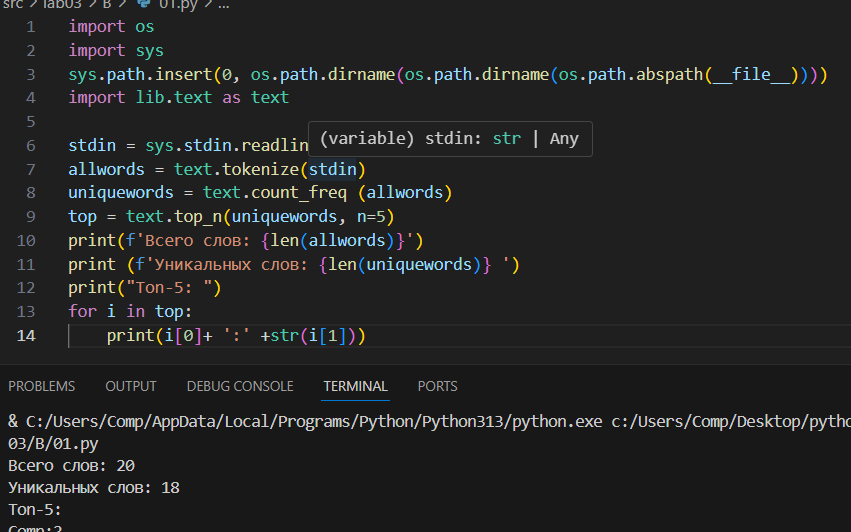 src > lab03 > B > 01.py > ...
1 import os
2 import sys
3 sys.path.insert(0, os.path.dirname(os.path.dirname(os.path.abspath(__file__))))
4 import lib.text as text
5
6 stdin = sys.stdin.readlin
(variable) stdin: str | Any
7 allwords = text.tokenize(stdin)
8 uniquewords = text.count_freq (allwords)
9 top = text.top_n(uniquewords, n=5)
10 print(f'Всего слов: {len(allwords)}')
11 print (f'Уникальных слов: {len(uniquewords)} ')
12 print("Топ-5: ")
13 for i in top:
14 print(i[0]+ ':' +str(i[1]))
PROBLEMS OUTPUT DEBUG CONSOLE TERMINAL PORTS
& C:/Users/Comp/AppData/Local/Programs/Python/Python313/python.exe c:/Users/Comp/Desktop/pytho
03/B/01.py
Всего слов: 20
Уникальных слов: 18
Топ-5:
Comp:2